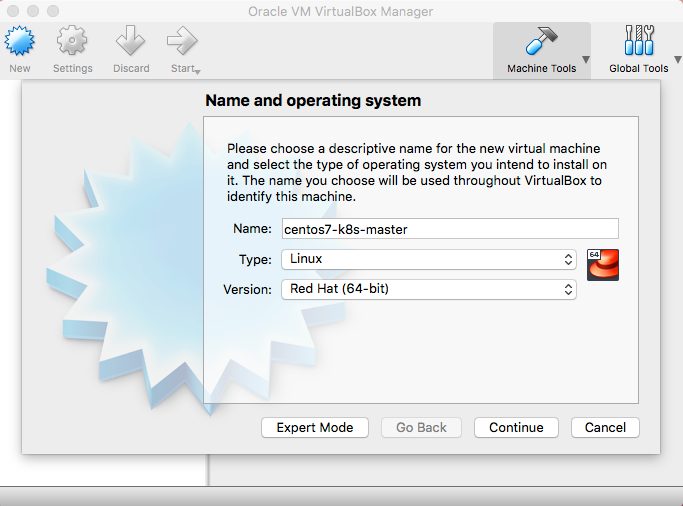 Oracle VM VirtualBox Manager
New Settings Discard Start Machine Tools Global Tools
Name and operating system
Please choose a descriptive name for the new virtual machine
and select the type of operating system you intend to install on
it. The name you choose will be used throughout VirtualBox to
identify this machine.
Name: centos7-k8s-master
Type: Linux
64
Version: Red Hat (64-bit)
Expert Mode Go Back Continue Cancel